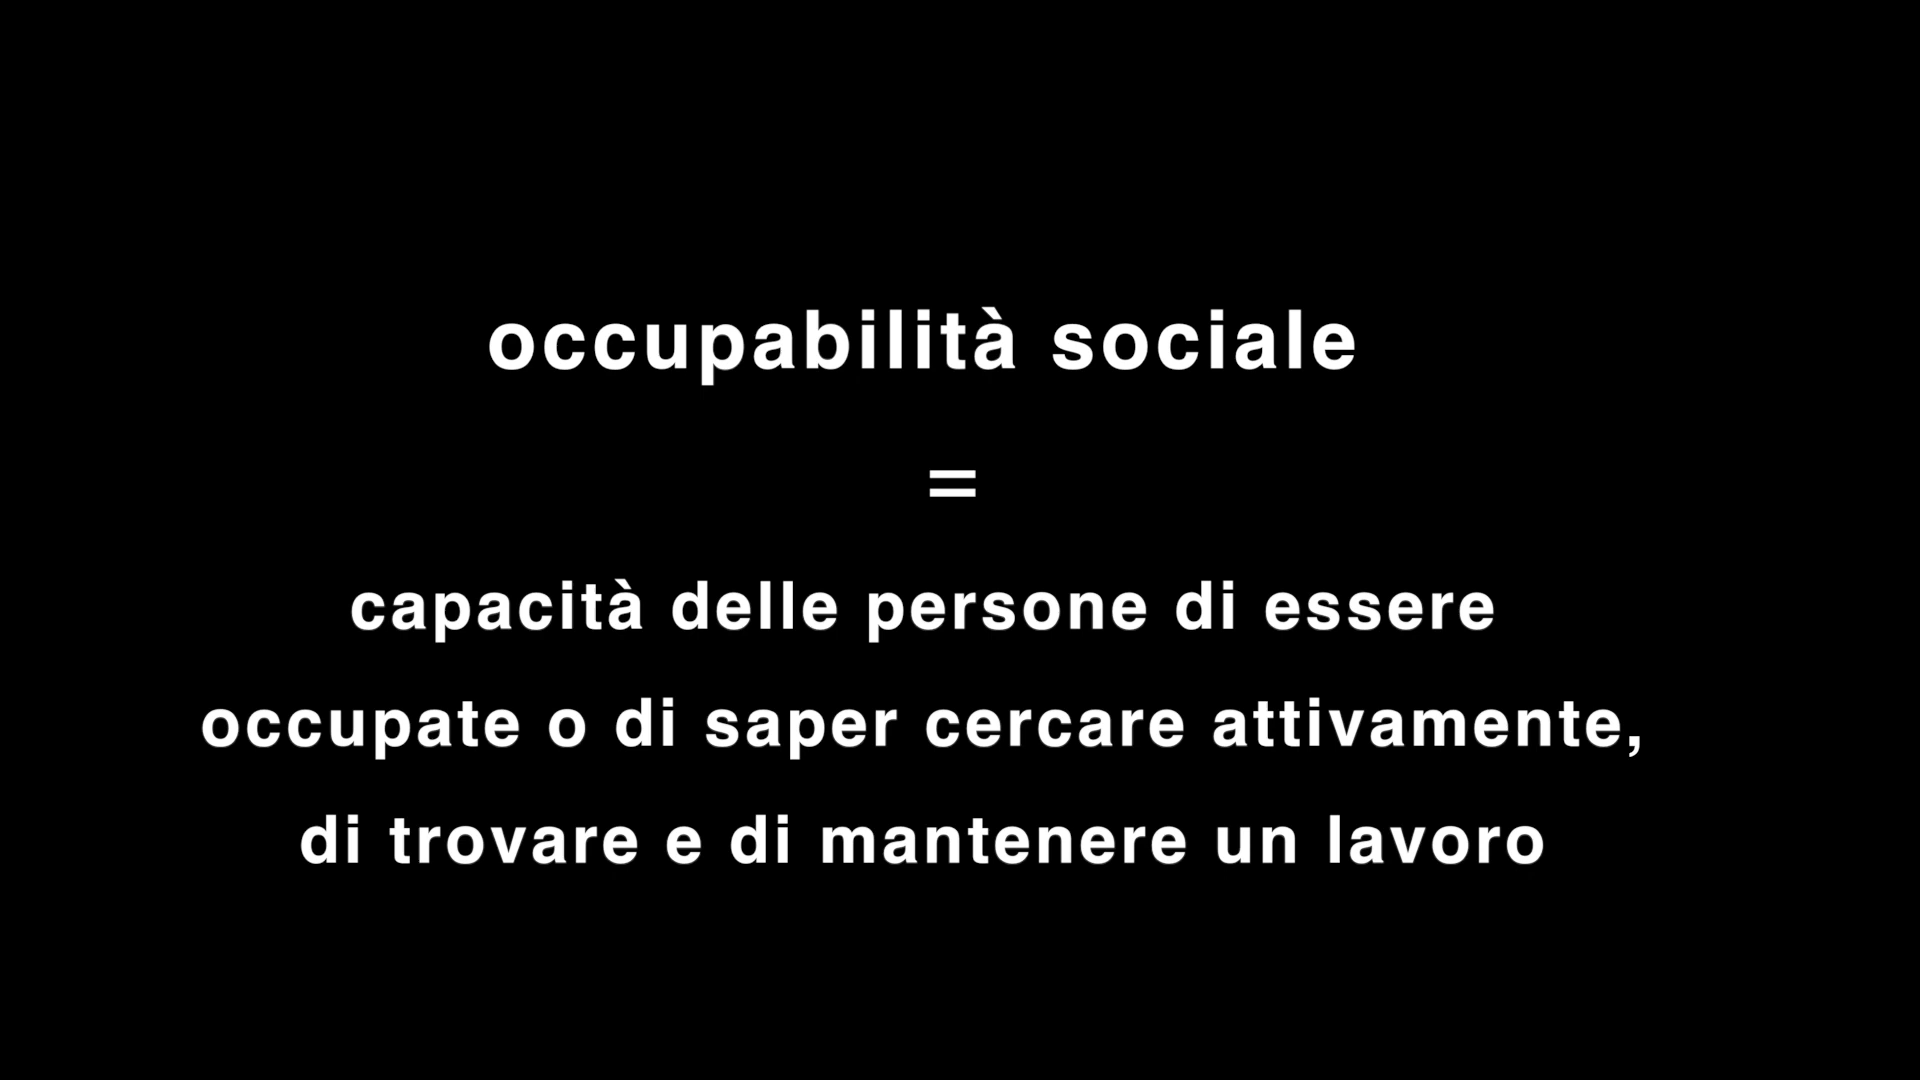 occupabilità sociale
=
capacità delle persone di essere
occupate o di saper cercare attivamente,
di trovare e di mantenere un lavoro